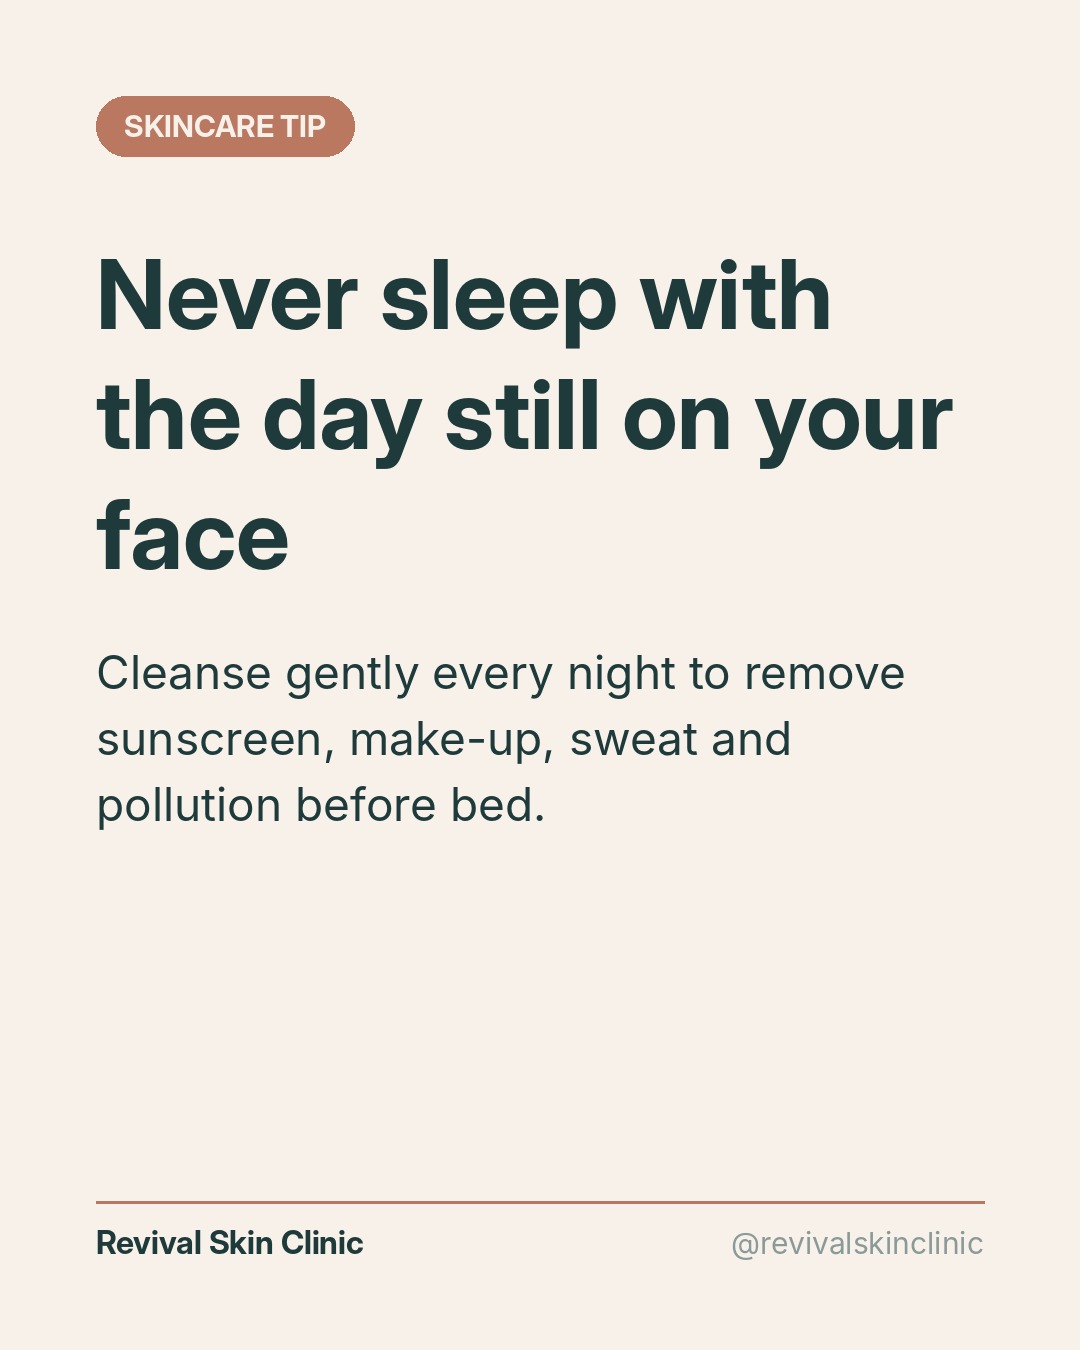 SKINCARE TIP
Never sleep with
the day still on your
face
Cleanse gently every night to remove
sunscreen, make-up, sweat and
pollution before bed.
Revival Skin Clinic
@revivalskinclinic